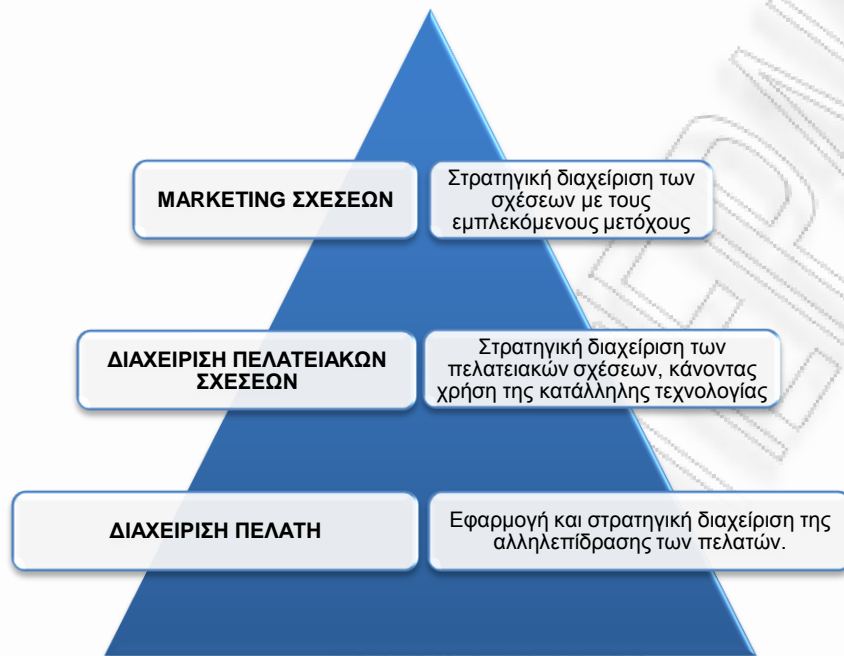 MARKETING ΣΧΕΣΕΩΝ
Στρατηγική διαχείριση των
σχέσεων με τους
εμπλεκόμενους μετόχους
ΔΙΑΧΕΙΡΙΣΗ ΠΕΛΑΤΕΙΑΚΩΝ
ΣΧΕΣΕΩΝ
Στρατηγική διαχείριση των
πελατειακών σχέσεων, κάνοντας
χρήση της κατάλληλης τεχνολογίας
ΔΙΑΧΕΙΡΙΣΗ ΠΕΛΑΤΗ
Εφαρμογή και στρατηγική διαχείριση της
αλληλεπίδρασης των πελατών.